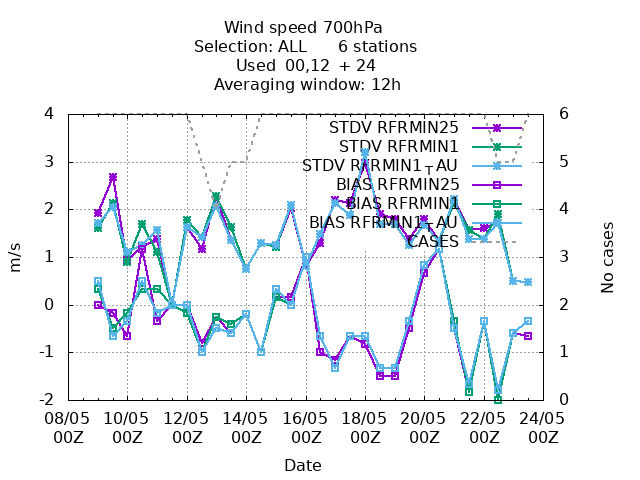 Wind speed 700hPa
Selection: ALL 6 stations
Used 00,12 + 24
Averaging window: 12h
STDV RFRMIN25
STDV RFRMIN1
STDV RFRMIN1TAU
BIAS RFRMIN25
BIAS RFRMIN1
BIAS RFRMIN1TAU
CASES
4
3
2
1
0
-1
-2
m/s
6
5
4
3
2
1
0
No cases
08/05 10/05 12/05 14/05 16/05 18/05 20/05 22/05 24/05
00Z 00Z 00Z 00Z 00Z 00Z 00Z 00Z 00Z
Date